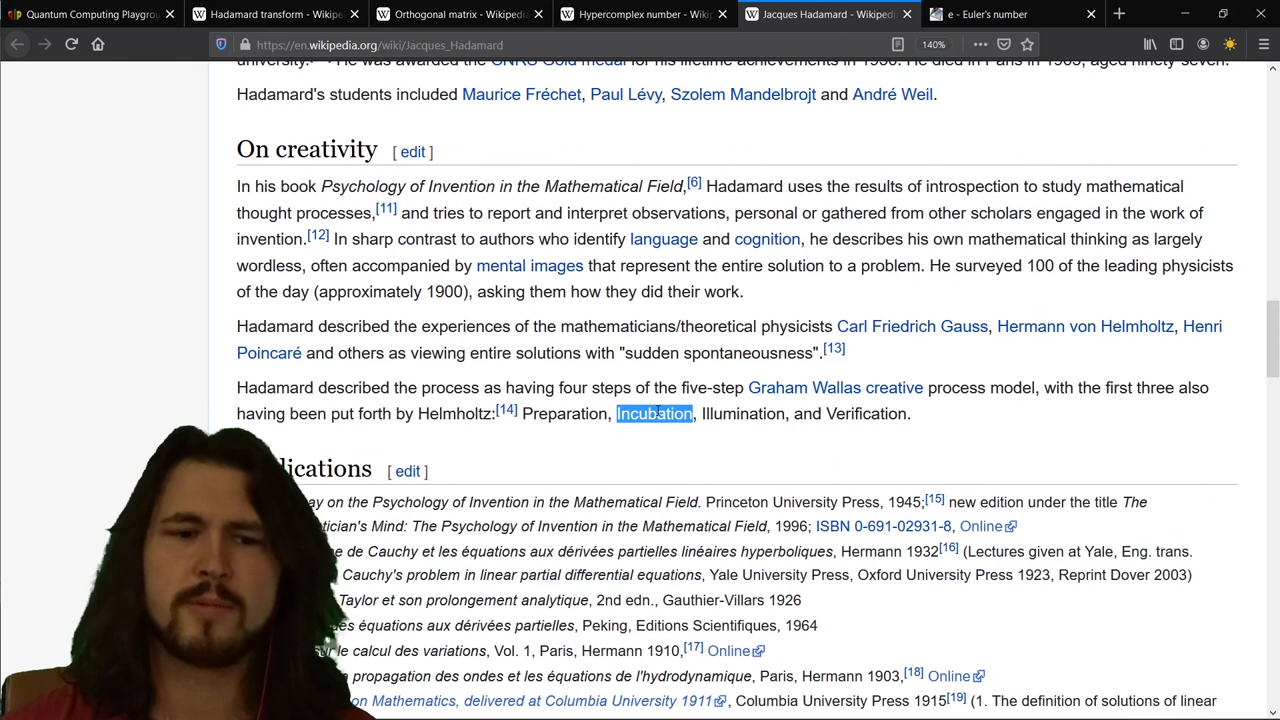 Quantum Computing Playgrou
Hadamard transform - Wikipe
Orthogonal matrix - Wikipedia
Hypercomplex number - Wiki
Jacques Hadamard - Wikipedi
e - Euler's number
https://en.wikipedia.org/wiki/Jacques_Hadamard
140%
university. He was awarded the CNRS Gold medal for his lifetime achievements in 1956. He died in Paris in 1963, aged ninety-seven.
Hadamard's students included Maurice Fréchet, Paul Lévy, Szolem Mandelbrojt and André Weil.
On creativity [ edit ]
In his book Psychology of Invention in the Mathematical Field,[6] Hadamard uses the results of introspection to study mathematical
thought processes,[11] and tries to report and interpret observations, personal or gathered from other scholars engaged in the work of
invention.[12] In sharp contrast to authors who identify language and cognition, he describes his own mathematical thinking as largely
wordless, often accompanied by mental images that represent the entire solution to a problem. He surveyed 100 of the leading physicists
of the day (approximately 1900), asking them how they did their work.
Hadamard described the experiences of the mathematicians/theoretical physicists Carl Friedrich Gauss, Hermann von Helmholtz, Henri
Poincaré and others as viewing entire solutions with "sudden spontaneousness".[13]
Hadamard described the process as having four steps of the five-step Graham Wallas creative process model, with the first three also
having been put forth by Helmholtz:[14] Preparation, Incubation, Illumination, and Verification.
lications [ edit ]
ay on the Psychology of Invention in the Mathematical Field. Princeton University Press, 1945;[15] new edition under the title The
tician's Mind: The Psychology of Invention in the Mathematical Field, 1996; ISBN 0-691-02931-8, Online
ne de Cauchy et les équations aux dérivées partielles linéaires hyperboliques, Hermann 1932[16] (Lectures given at Yale, Eng. trans.
Cauchy's problem in linear partial differential equations, Yale University Press, Oxford University Press 1923, Reprint Dover 2003)
Taylor et son prolongement analytique, 2nd edn., Gauthier-Villars 1926
es équations aux dérivées partielles, Peking, Editions Scientifiques, 1964
ur le calcul des variations, Vol. 1, Paris, Hermann 1910,[17] Online
a propagation des ondes et les équations de l'hydrodynamique, Paris, Hermann 1903,[18] Online
on Mathematics, delivered at Columbia University 1911, Columbia University Press 1915[19] (1. The definition of solutions of linear